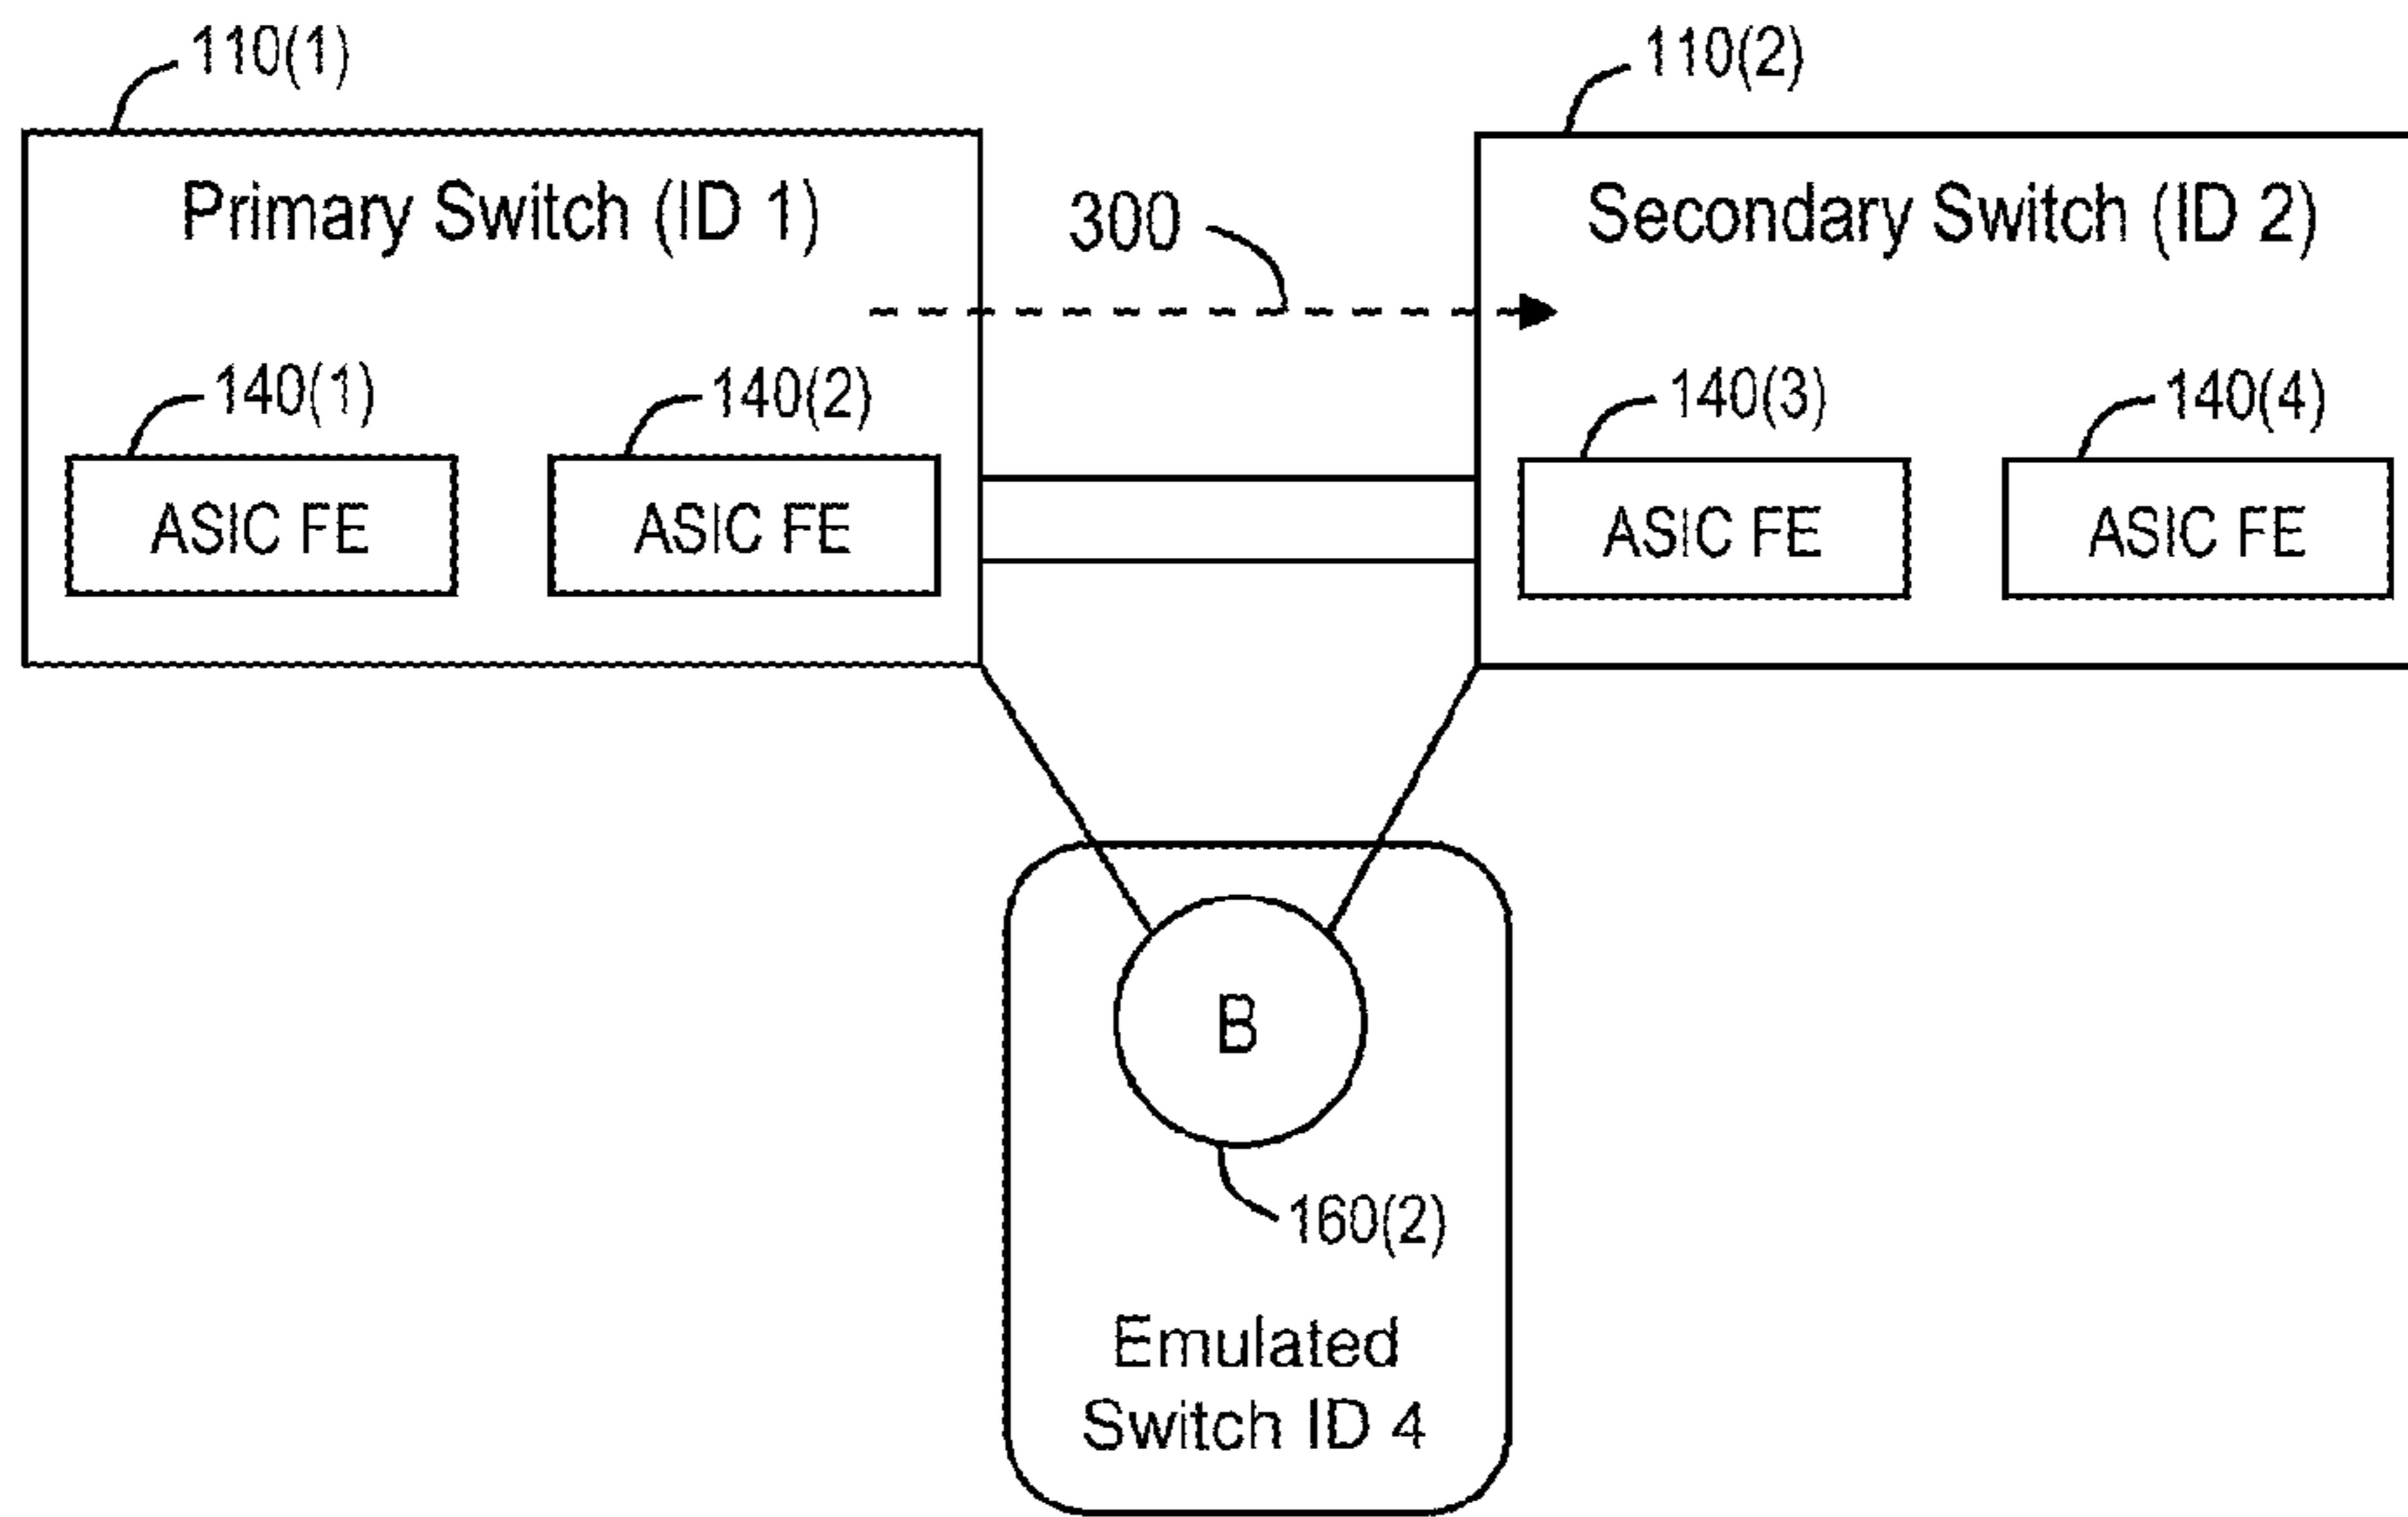 110(1)
110(2)
Primary Switch (ID 1)
300
Secondary Switch (ID 2)
140(1)
140(2)
140(3)
140(4)
ASIC FE
ASIC FE
ASIC FE
ASIC FE
B
160(2)
Emulated
Switch ID 4